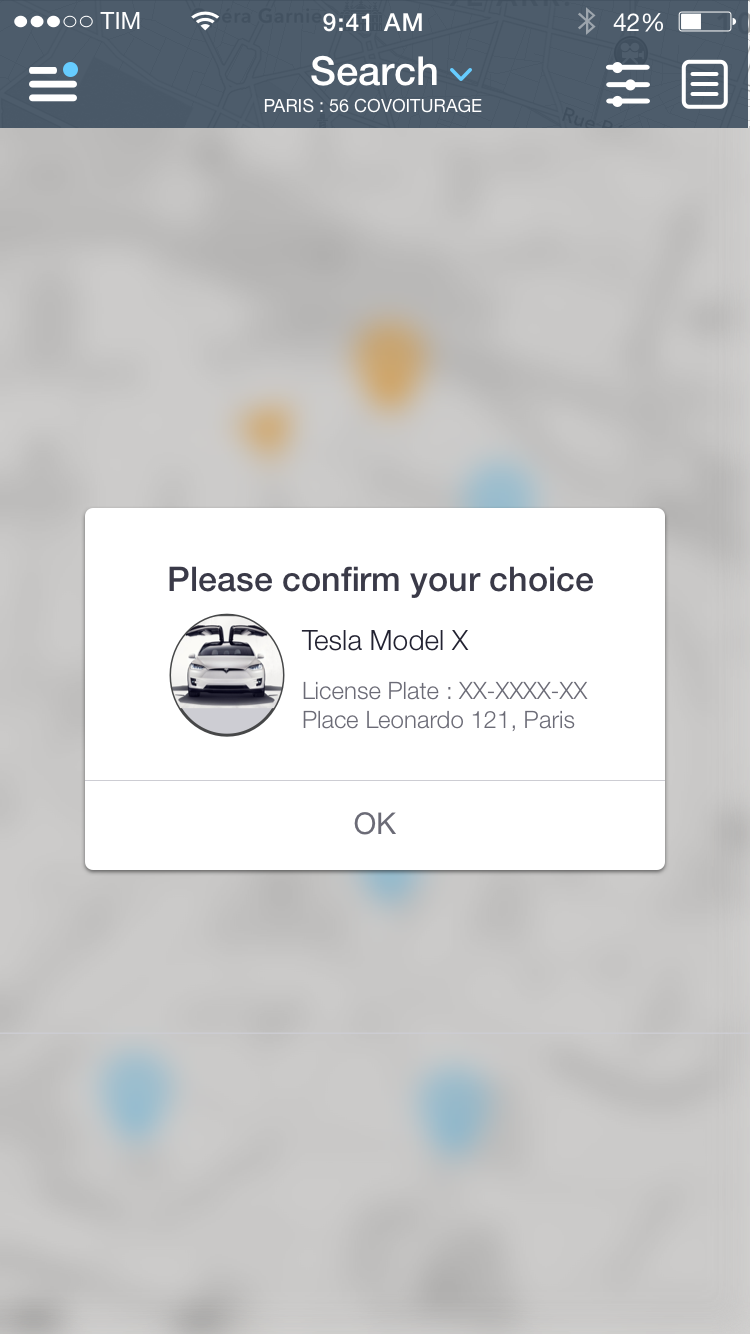 TIM 9:41 AM 42%
Search
PARIS : 56 COVOITURAGE
Please confirm your choice
Tesla Model X
License Plate : XX-XXXX-XX
Place Leonardo 121, Paris
OK